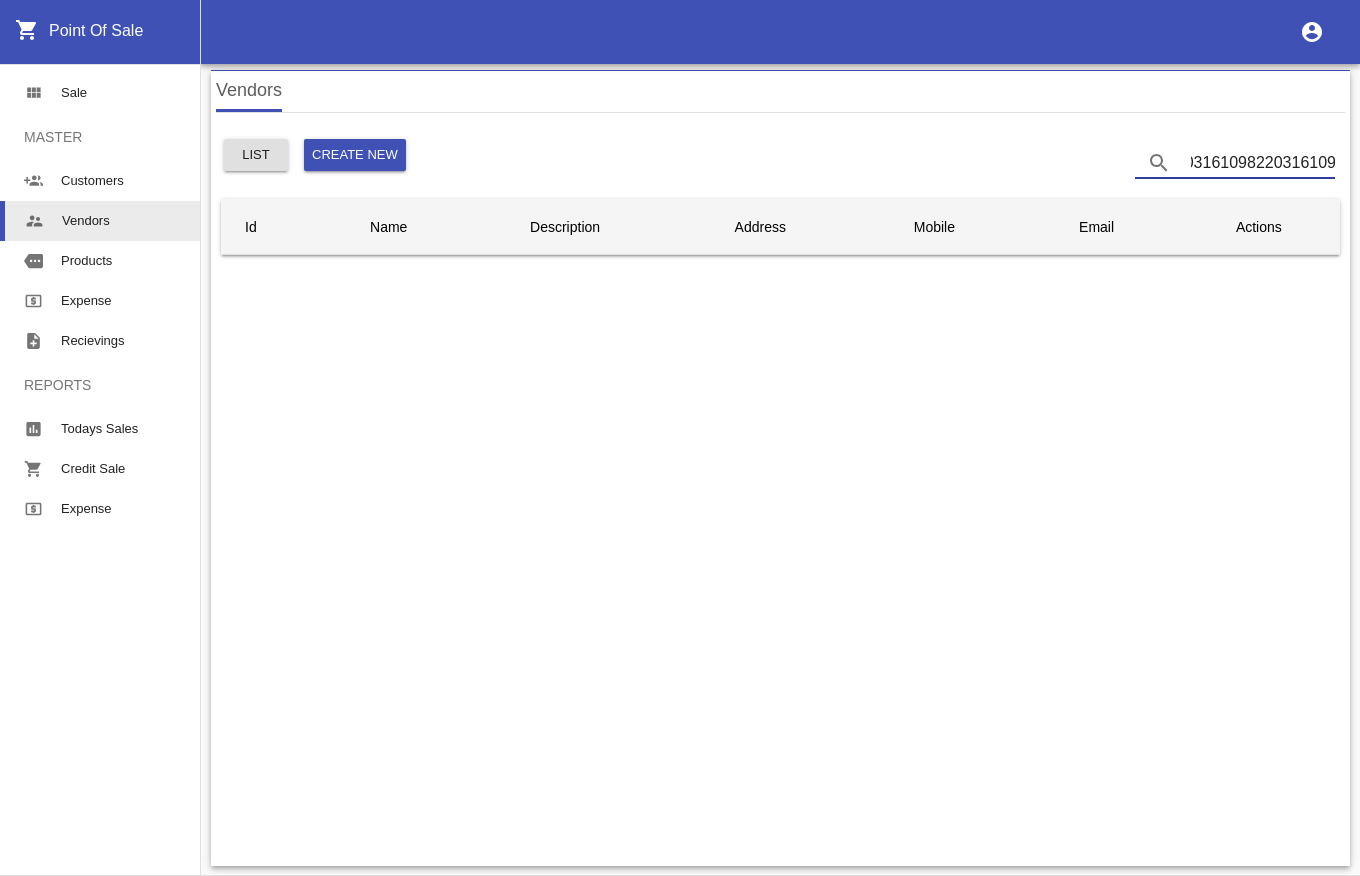 Point Of Sale
Sale
MASTER
Customers
Vendors
Products
Expense
Recievings
REPORTS
Todays Sales
Credit Sale
Expense
Vendors
LIST
CREATE NEW
03161098220316109
Id Name Description Address Mobile Email Actions